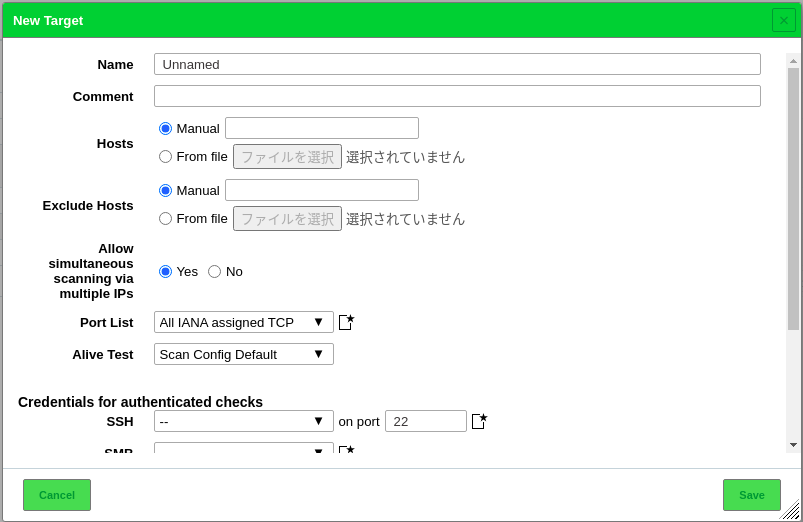 New Target
Name Unnamed
Comment
Hosts
Manual
From file ファイルを選択 選択されていません
Exclude Hosts
Manual
From file ファイルを選択 選択されていません
Allow
simultaneous
scanning via
multiple IPs
Yes No
Port List All IANA assigned TCP
Alive Test Scan Config Default
Credentials for authenticated checks
SSH -- on port 22
SMB
Cancel Save